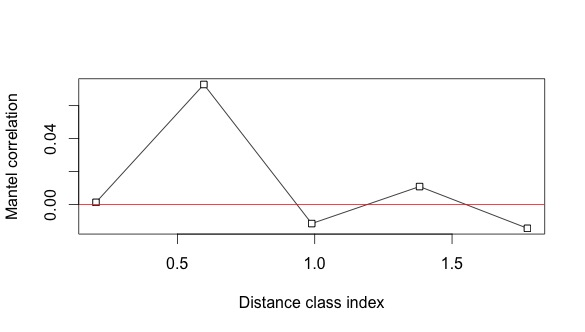 Mantel correlation
0.04
0.00
0.5 1.0 1.5
Distance class index